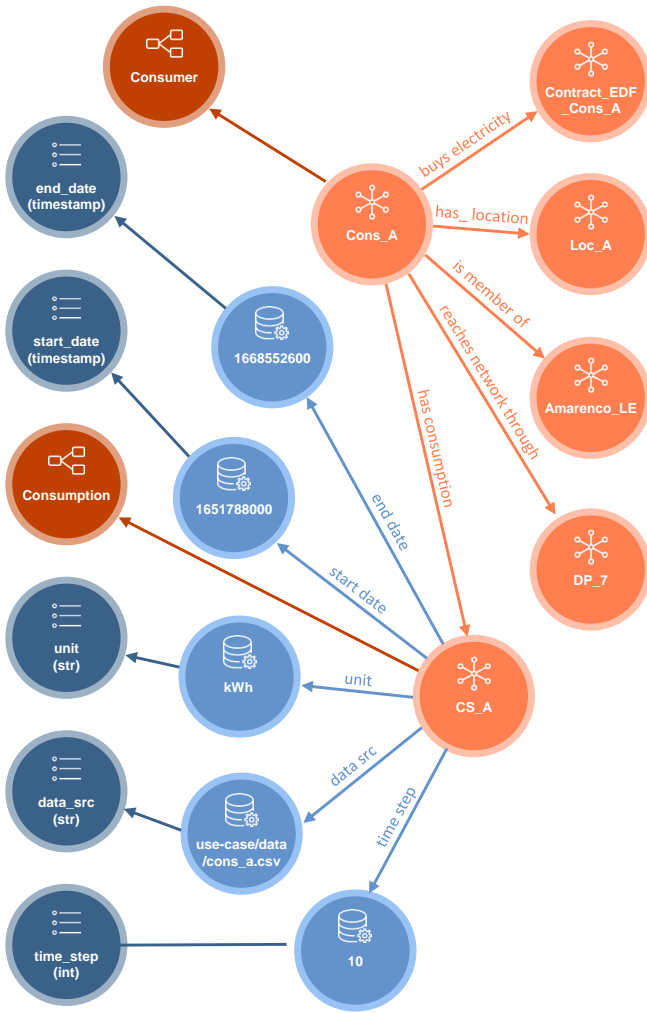 Consumer
Contract_EDF
_Cons_A
buys electricity
end_date
(timestamp)
Cons_A
has_ location
Loc_A
is member of
reaches network through
start_date
(timestamp)
1668552600
Amarenco_LE
has consumption
Consumption
1651788000
end date
start date
DP_7
unit
(str)
kWh
unit
CS_A
data src
data_src
(str)
use-case/data
/cons_a.csv
time step
time_step
(int)
10